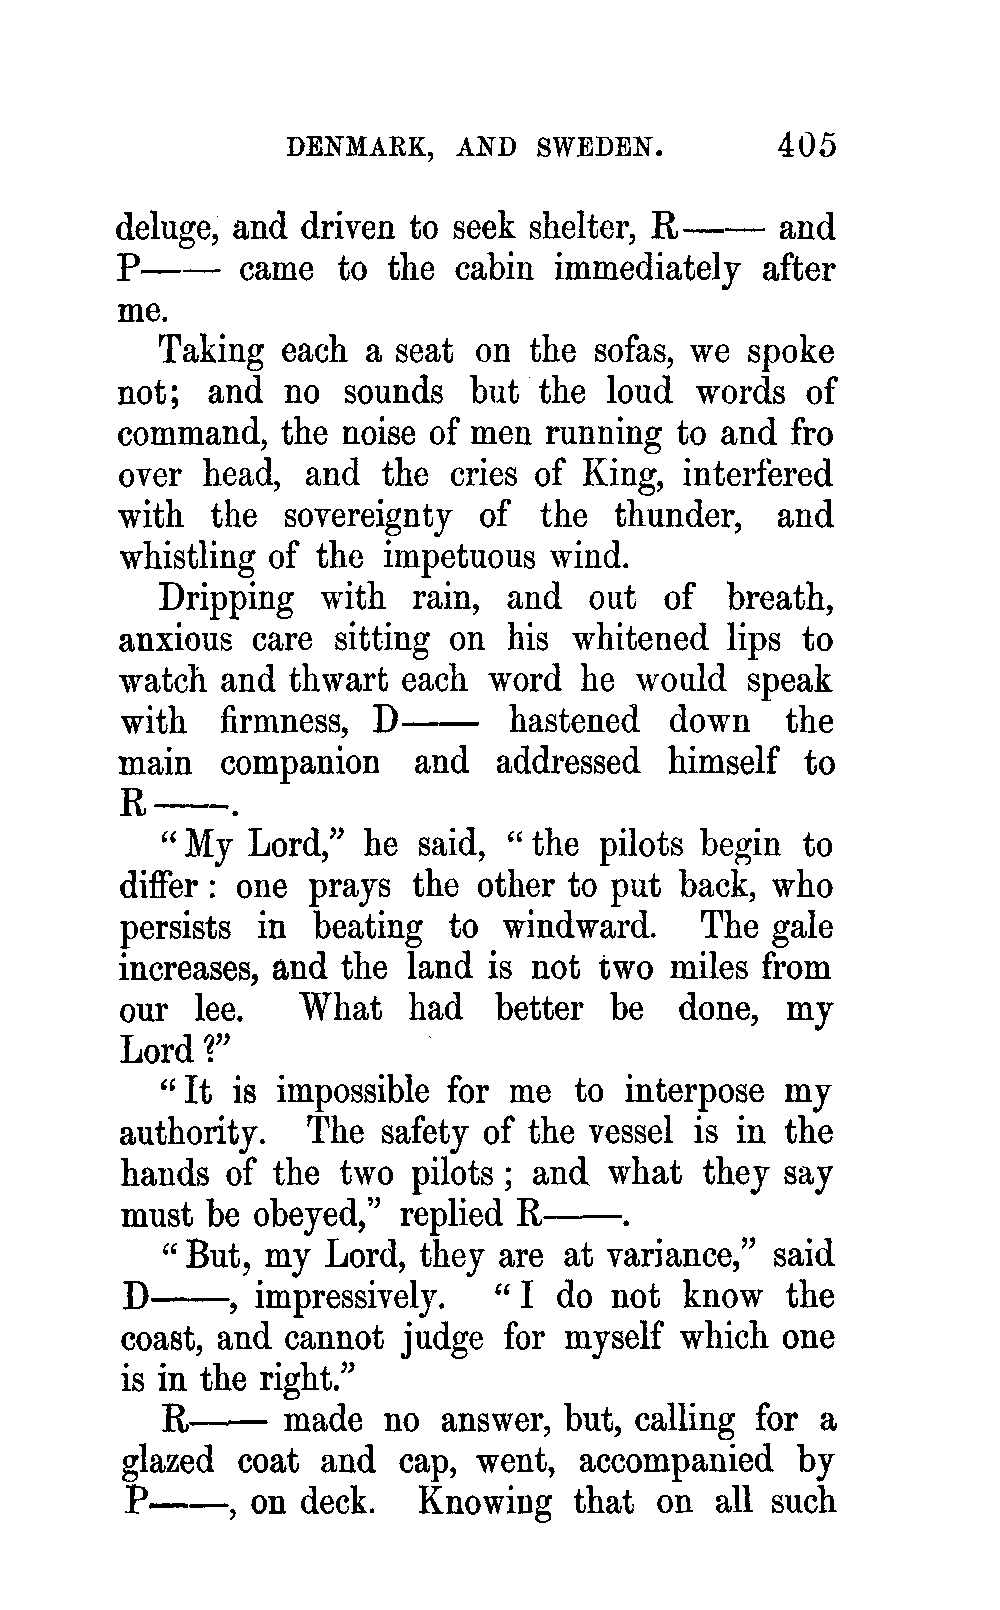 DENMARK, AND SWEDEN. 405
deluge, and driven to seek shelter, R—— and
P—— came to the cabin immediately after
me.
Taking each a seat on the sofas, we spoke
not; and no sounds but the loud words of
command, the noise of men running to and fro
over head, and the cries of King, interfered
with the sovereignty of the thunder, and
whistling of the impetuous wind.
Dripping with rain, and out of breath,
anxious care sitting on his whitened lips to
watch and thwart each word he would speak
with firmness, D—— hastened down the
main companion and addressed himself to
R——.
“My Lord,” he said, “the pilots begin to
differ: one prays the other to put back, who
persists in beating to windward. The gale
increases, and the land is not two miles from
our lee. What had better be done, my
Lord?”
“It is impossible for me to interpose my
authority. The safety of the vessel is in the
hands of the two pilots; and what they say
must be obeyed,” replied R——.
“But, my Lord, they are at variance,” said
D——, impressively. “I do not know the
coast, and cannot judge for myself which one
is in the right.”
R—— made no answer, but, calling for a
glazed coat and cap, went, accompanied by
P——, on deck. Knowing that on all such